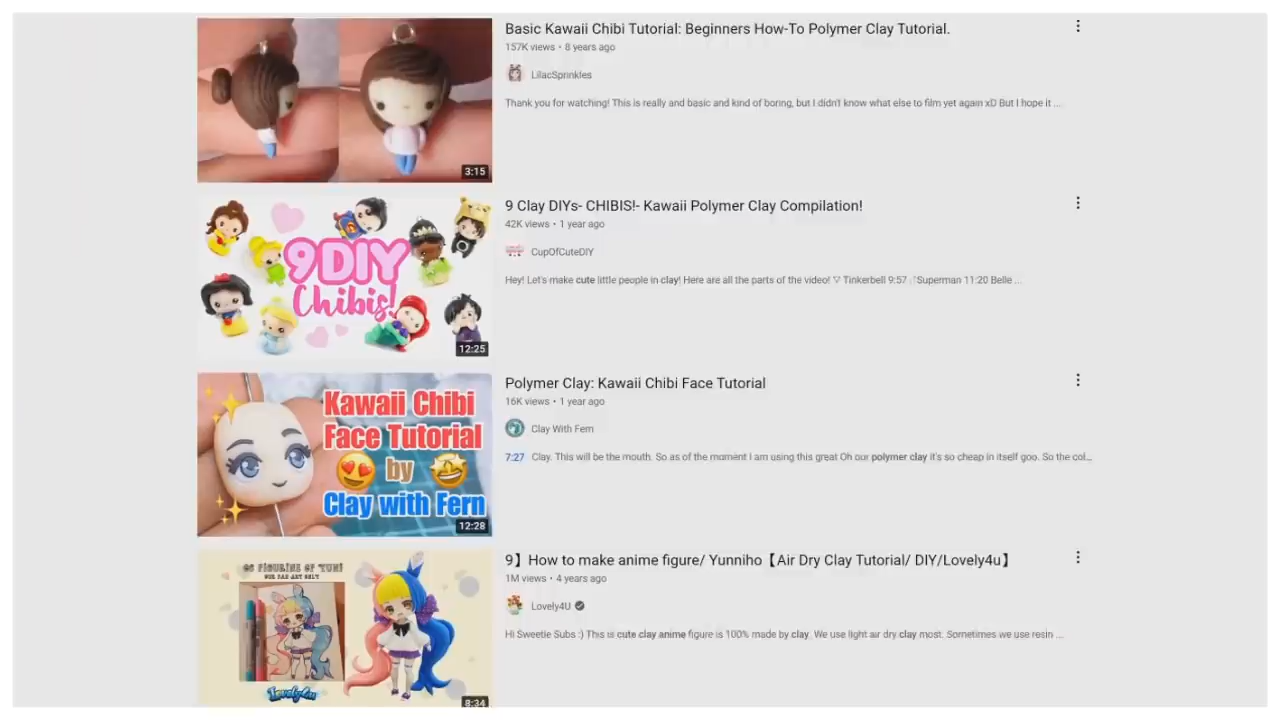 Basic Kawaii Chibi Tutorial: Beginners How-To Polymer Clay Tutorial.
157K views • 8 years ago
LilacSprinkles
Thank you for watching! This is really and basic and kind of boring, but I didn't know what else to film yet again xD But I hope it ...
3:15
9 Clay DIYs- CHIBIS!- Kawaii Polymer Clay Compilation!
42K views • 1 year ago
CupOfCuteDIY
Hey! Let's make cute little people in clay! Here are all the parts of the video! ▽ Tinkerbell 9:57 Superman 11:20 Belle ...
9DIY
Chibis!
12:25
Polymer Clay: Kawaii Chibi Face Tutorial
16K views • 1 year ago
Clay With Fern
7:27 Clay. This will be the mouth. So as of the moment I am using this great Oh our polymer clay it's so cheap in itself goo. So the col...
Kawaii Chibi
Face Tutorial
by
Clay with Fern
12:28
9】How to make anime figure/ Yunniho【Air Dry Clay Tutorial/ DIY/Lovely4u】
1M views • 4 years ago
Lovely4U
Hi Sweetie Subs :) This is cute clay anime figure is 100% made by clay. We use light air dry clay most. Sometimes we use resin ...
Lovely4u
8:34